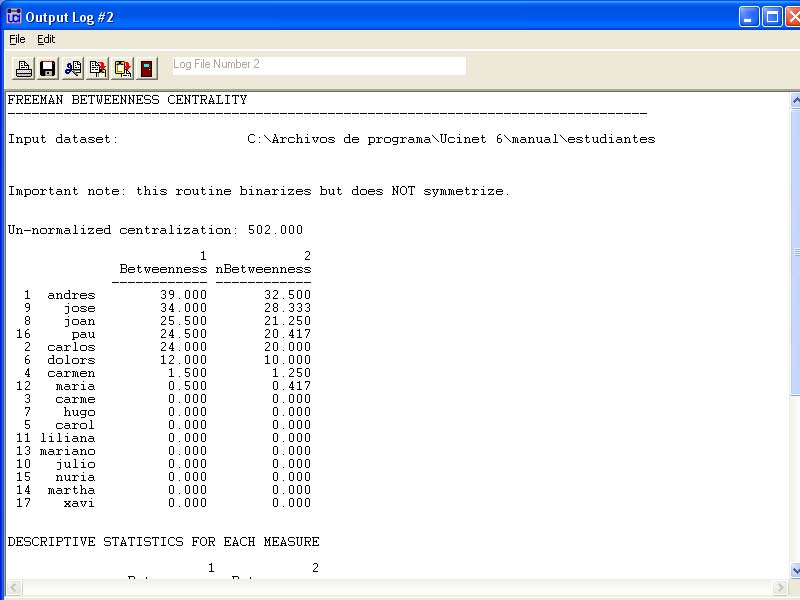 Output Log #2
File Edit
Log File Number 2
FREEMAN BETWEENNESS CENTRALITY
--------------------------------------------------------------------------------
Input dataset: C:\Archivos de programa\Ucinet 6\manual\estudiantes
Important note: this routine binarizes but does NOT symmetrize.
Un-normalized centralization: 502.000
1 2
Betweenness nBetweenness
------------ ------------
1 andres 39.000 32.500
9 jose 34.000 28.333
8 joan 25.500 21.250
16 pau 24.500 20.417
2 carlos 24.000 20.000
6 dolors 12.000 10.000
4 carmen 1.500 1.250
12 maria 0.500 0.417
3 carme 0.000 0.000
7 hugo 0.000 0.000
5 carol 0.000 0.000
11 liliana 0.000 0.000
13 mariano 0.000 0.000
10 julio 0.000 0.000
15 nuria 0.000 0.000
14 martha 0.000 0.000
17 xavi 0.000 0.000
DESCRIPTIVE STATISTICS FOR EACH MEASURE
1 2